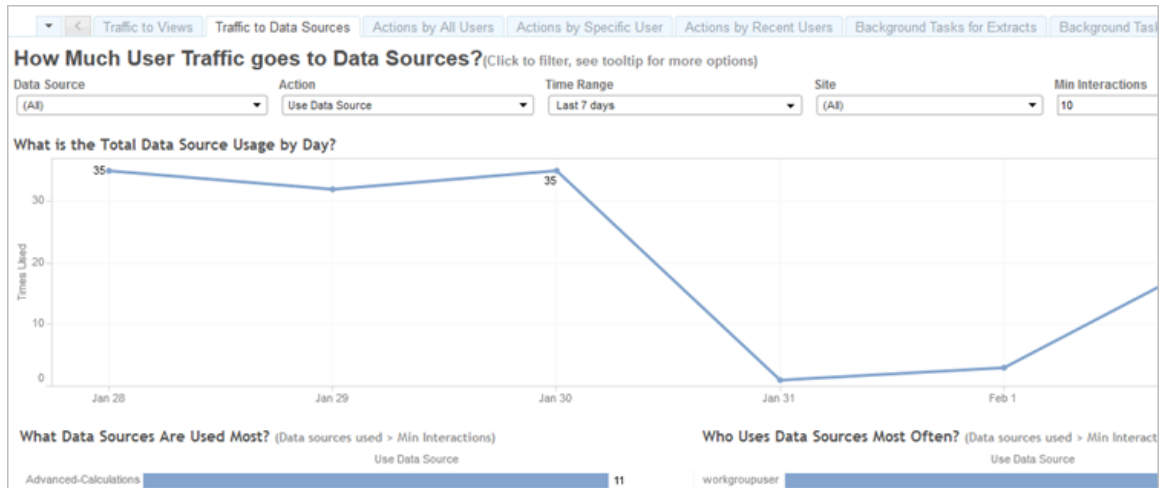 Traffic to Views Traffic to Data Sources Actions by All Users Actions by Specific User Actions by Recent Users Background Tasks for Extracts Background Task
How Much User Traffic goes to Data Sources?(Click to filter, see tooltip for more options)
Data Source Action Time Range Site Min Interactions
(All) Use Data Source Last 7 days (All) 10
What is the Total Data Source Usage by Day?
35
35
30
20
10
0
Times Used
Jan 28 Jan 29 Jan 30 Jan 31 Feb 1
What Data Sources Are Used Most? (Data sources used > Min Interactions)
Use Data Source
Advanced-Calculations 11
Who Uses Data Sources Most Often? (Data sources used > Min Interact
Use Data Source
workgroupuser